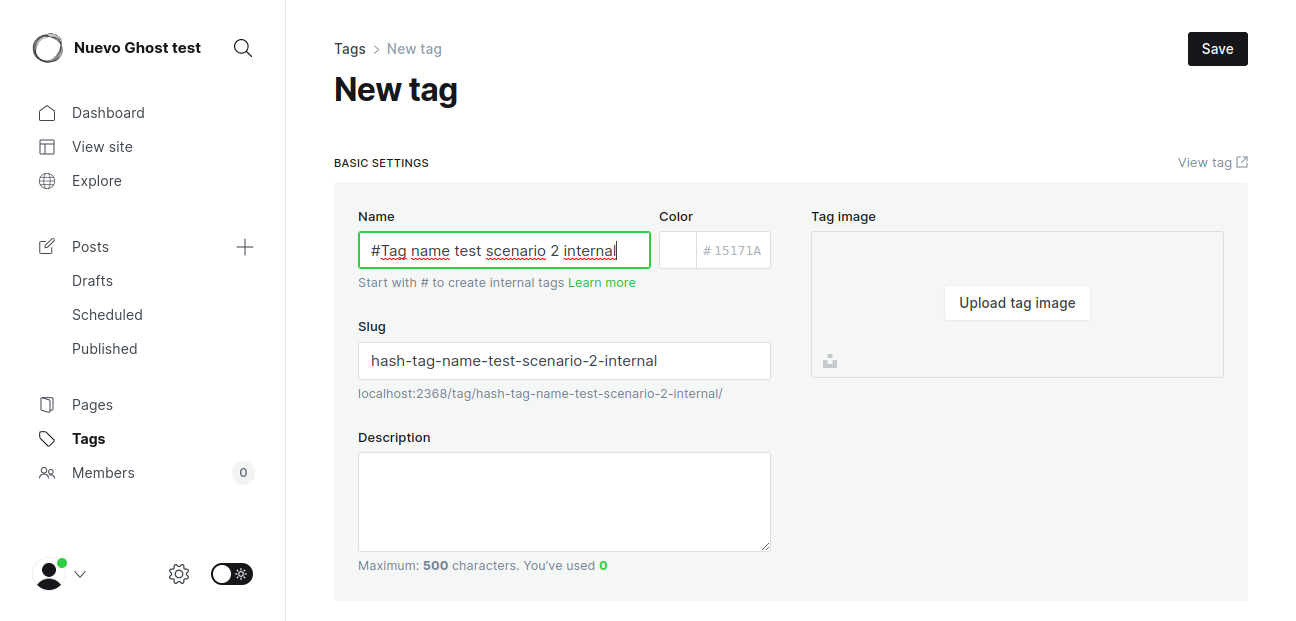 Nuevo Ghost test
Dashboard
View site
Explore
Posts
Drafts
Scheduled
Published
Pages
Tags
Members 0
Tags > New tag
Save
New tag
BASIC SETTINGS
View tag
Name
#Tag name test scenario 2 internal
Start with # to create internal tags Learn more
Color
# 15171A
Slug
hash-tag-name-test-scenario-2-internal
localhost:2368/tag/hash-tag-name-test-scenario-2-internal/
Description
Maximum: 500 characters. You’ve used 0
Tag image
Upload tag image